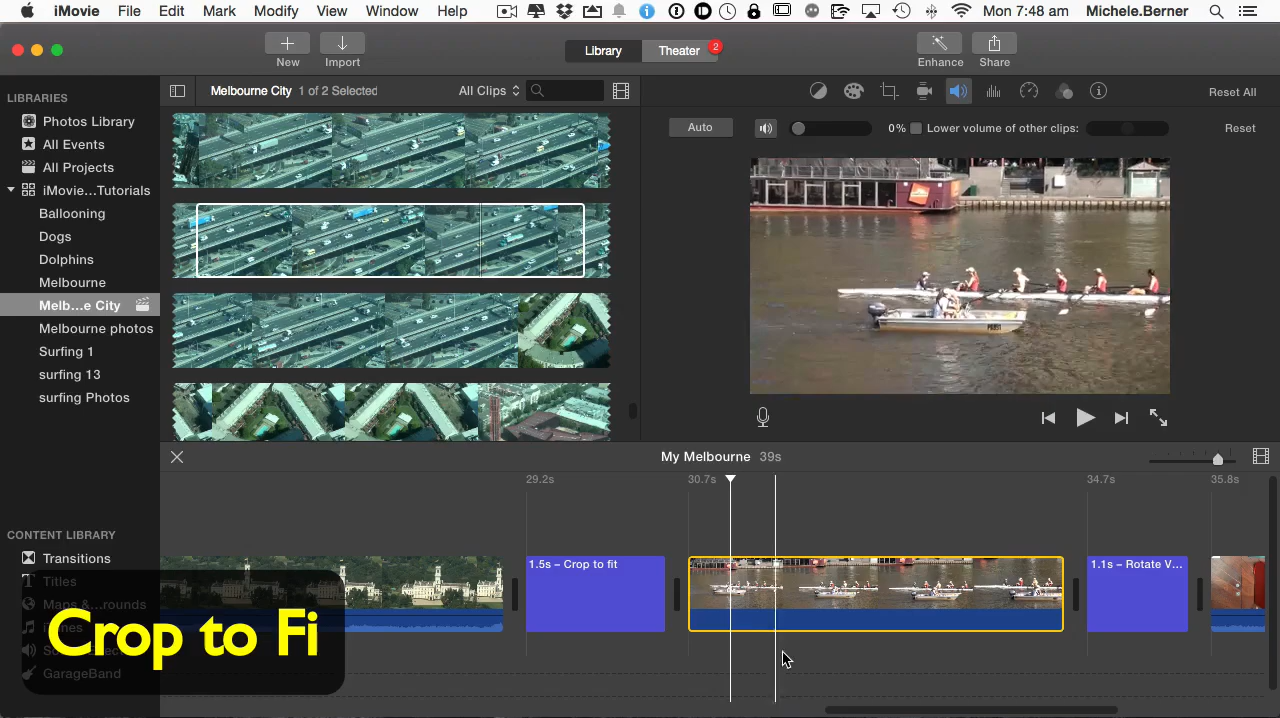 iMovie File Edit Mark Modify View Window Help Mon 7:48 am Michele.Berner
New Import Library Theater 2 Enhance Share
LIBRARIES
Photos Library
All Events
All Projects
iMovie...Tutorials
Ballooning
Dogs
Dolphins
Melbourne
Melb...e City
Melbourne photos
Surfing 1
surfing 13
surfing Photos
Melbourne City 1 of 2 Selected All Clips
Reset All
Auto 0% Lower volume of other clips: Reset
My Melbourne 39s
29.2s 30.7s 34.7s 35.8s
1.5s – Crop to fit
1.1s – Rotate V...
CONTENT LIBRARY
Transitions
Titles
Maps &...rounds
GarageBand
Crop to Fi